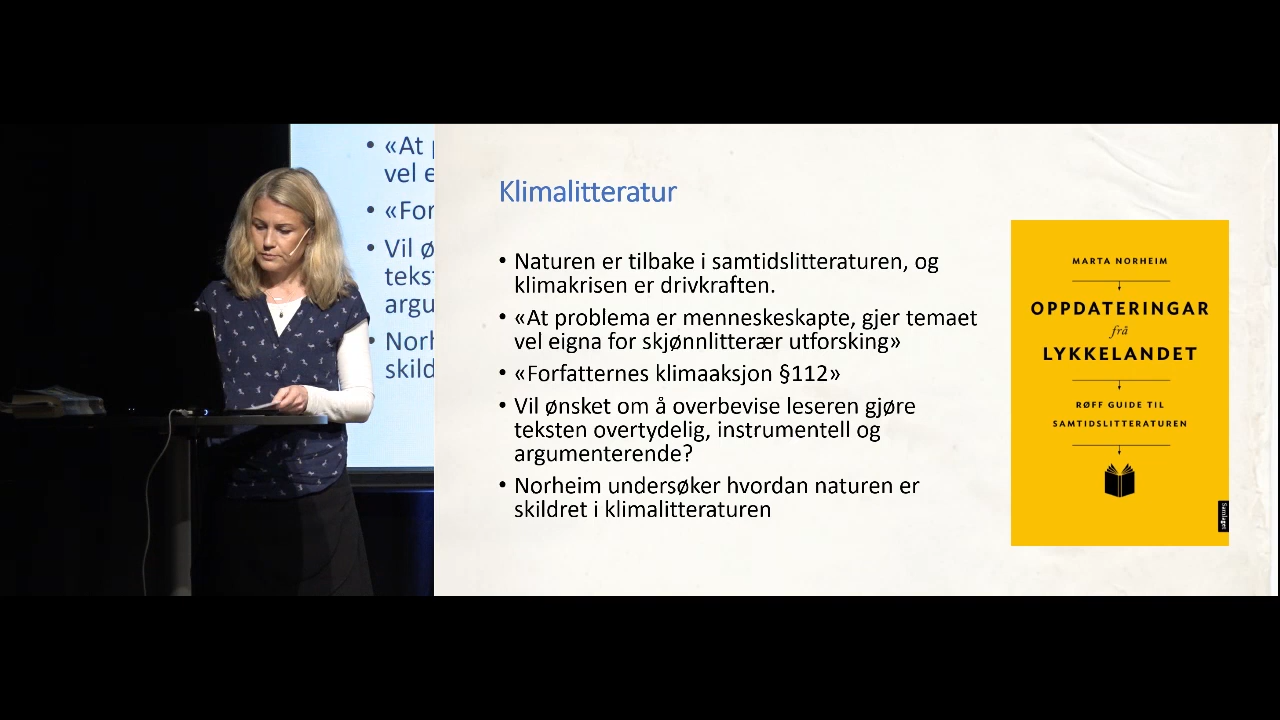 • «At
vel e
• «For
• Vil ø
tekst
argu
• Norh
skild
Klimalitteratur
• Naturen er tilbake i samtidslitteraturen, og
klimakrisen er drivkraften.
• «At problema er menneskeskapte, gjer temaet
vel eigna for skjønnlitterær utforsking»
• «Forfatternes klimaaksjon §112»
• Vil ønsket om å overbevise leseren gjøre
teksten overtydelig, instrumentell og
argumenterende?
• Norheim undersøker hvordan naturen er
skildret i klimalitteraturen
MARTA NORHEIM
OPPDATERINGAR
frå
LYKKELANDET
RØFF GUIDE TIL
SAMTIDSLITTERATUREN
Samlaget